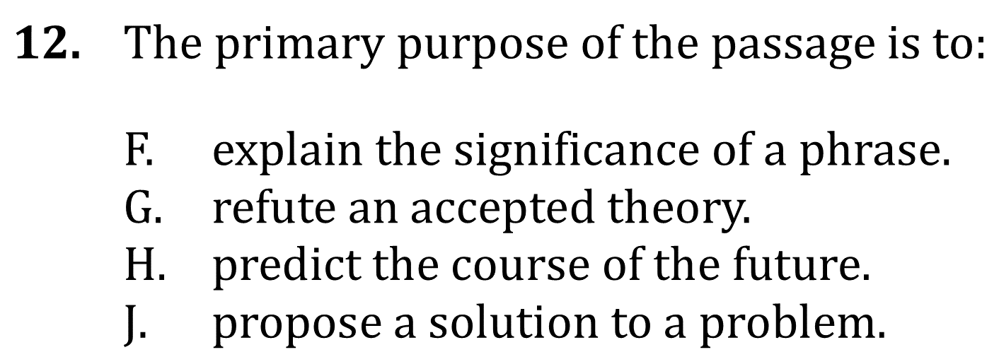 12. The primary purpose of the passage is to:
F. explain the significance of a phrase.
G. refute an accepted theory.
H. predict the course of the future.
J. propose a solution to a problem.